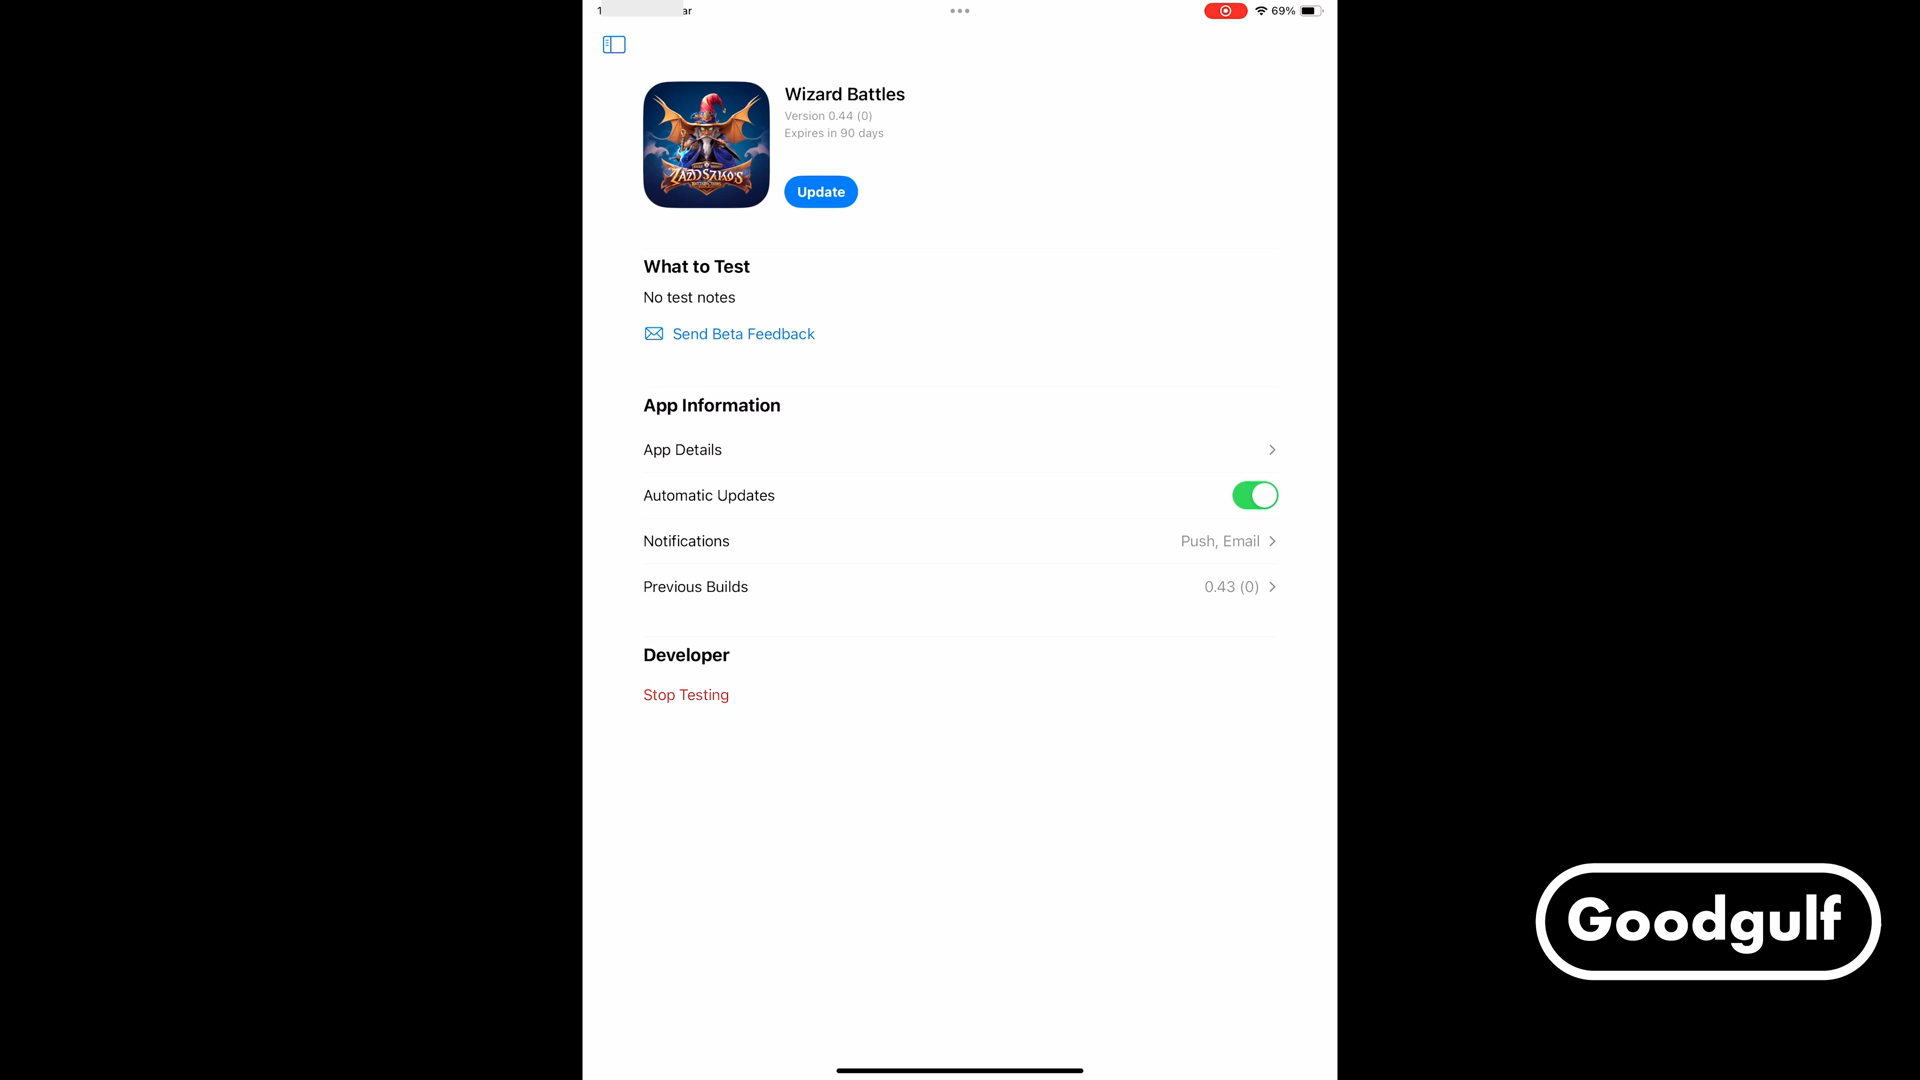 1 ar
69%
Wizard Battles
Version 0.44 (0)
Expires in 90 days
Update
What to Test
No test notes
Send Beta Feedback
App Information
App Details
Automatic Updates
Notifications Push, Email
Previous Builds 0.43 (0)
Developer
Stop Testing
Goodgulf